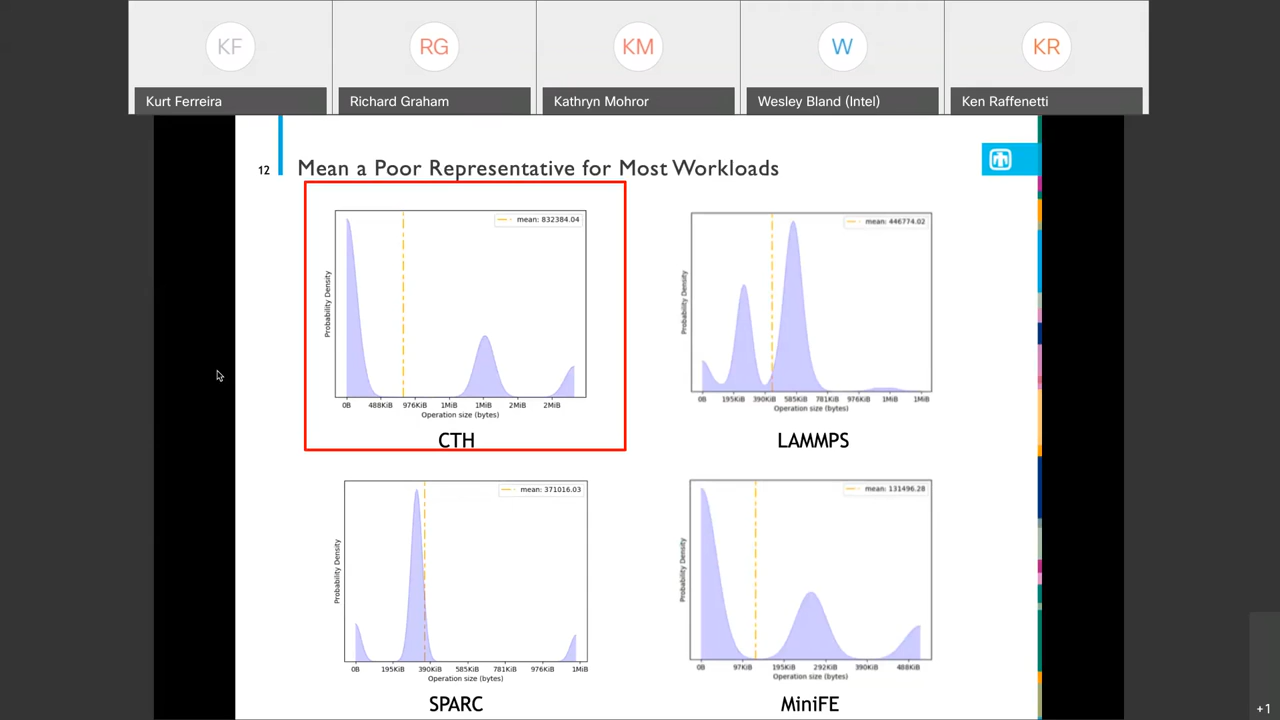 KF
RG
KM
W
KR
Kurt Ferreira
Richard Graham
Kathryn Mohror
Wesley Bland (Intel)
Ken Raffenetti
12
Mean a Poor Representative for Most Workloads
mean: 832384.04
Probability Density
0B 488KiB 976KiB 1MiB 1MiB 2MiB 2MiB
Operation size (bytes)
CTH
mean: 446774.02
Probability Density
0B 195KiB 390KiB 585KiB 781KiB 976KiB 1MiB 1MiB
Operation size (bytes)
LAMMPS
mean: 371016.03
Probability Density
0B 195KiB 390KiB 585KiB 781KiB 976KiB 1MiB
Operation size (bytes)
SPARC
mean: 131496.28
Probability Density
0B 97KiB 195KiB 292KiB 390KiB 488KiB
Operation size (bytes)
MiniFE
+1